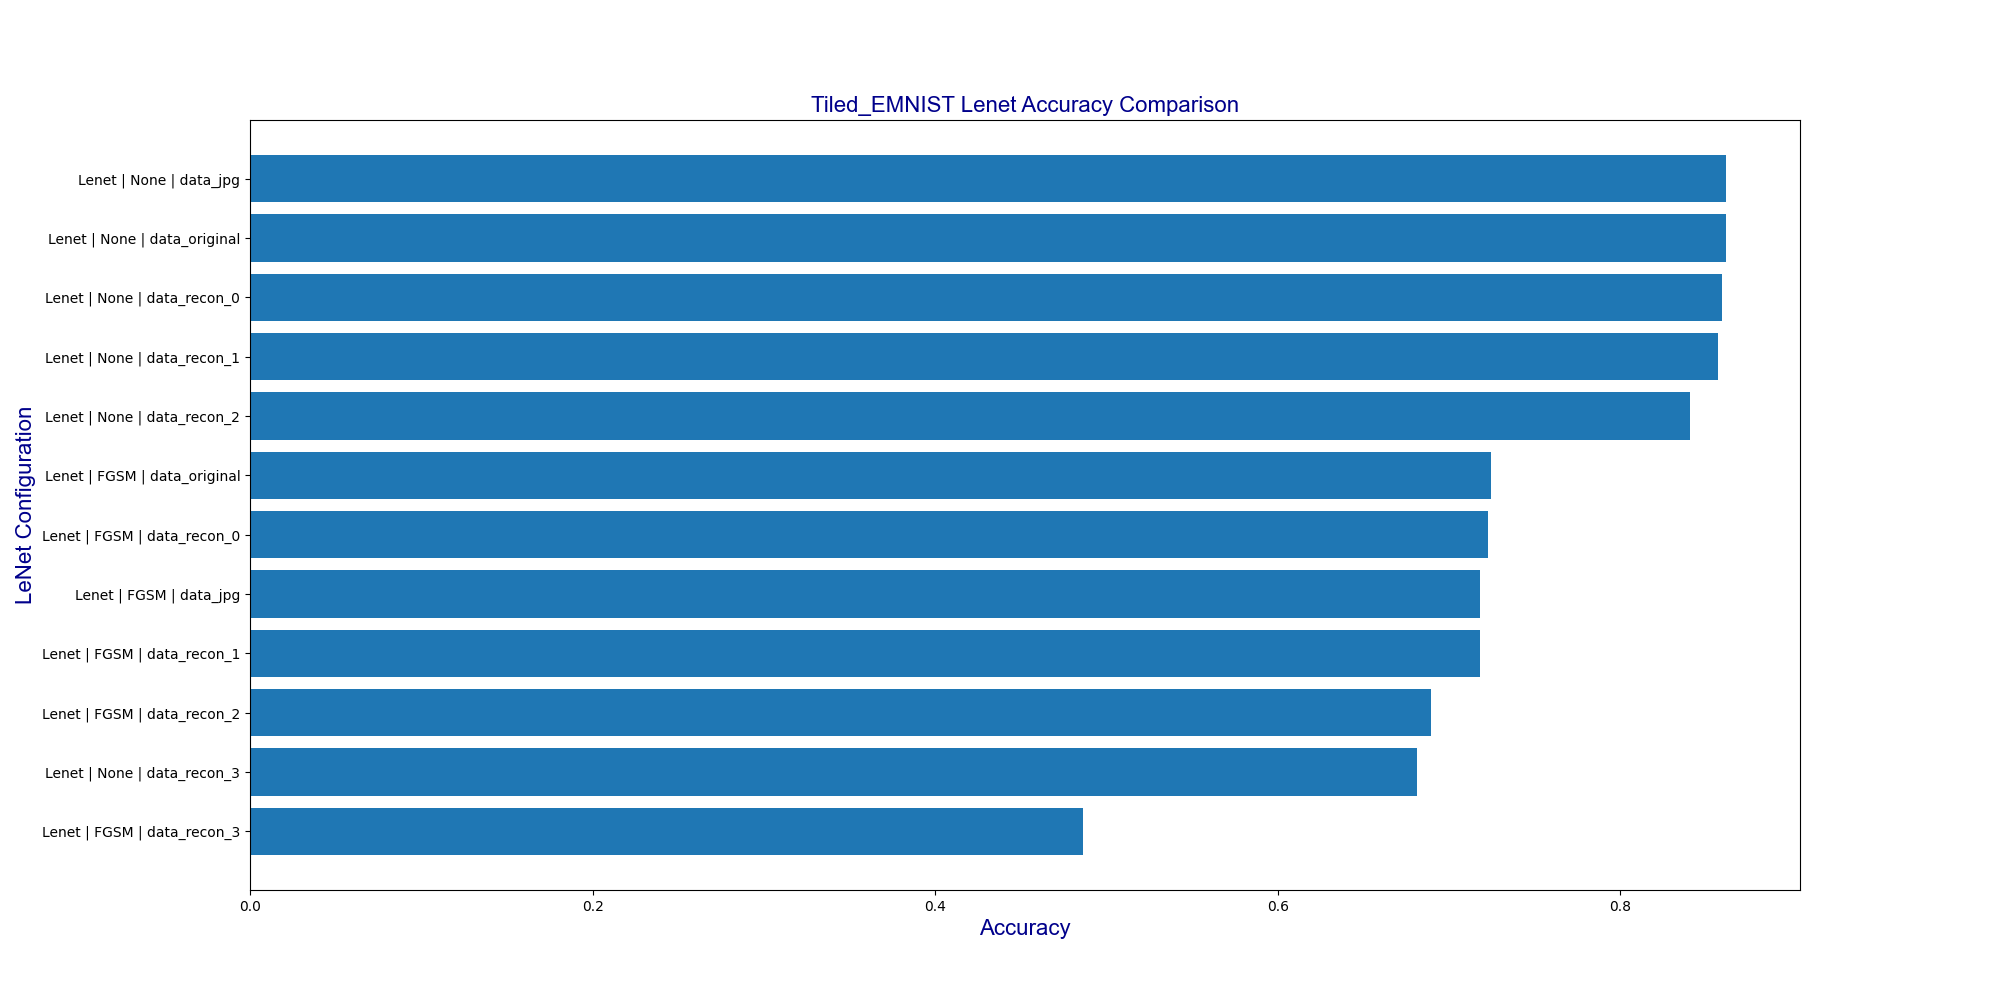 Tiled_EMNIST Lenet Accuracy Comparison
LeNet Configuration
Lenet | None | data_jpg
Lenet | None | data_original
Lenet | None | data_recon_0
Lenet | None | data_recon_1
Lenet | None | data_recon_2
Lenet | FGSM | data_original
Lenet | FGSM | data_recon_0
Lenet | FGSM | data_jpg
Lenet | FGSM | data_recon_1
Lenet | FGSM | data_recon_2
Lenet | None | data_recon_3
Lenet | FGSM | data_recon_3
0.0 0.2 0.4 0.6 0.8
Accuracy